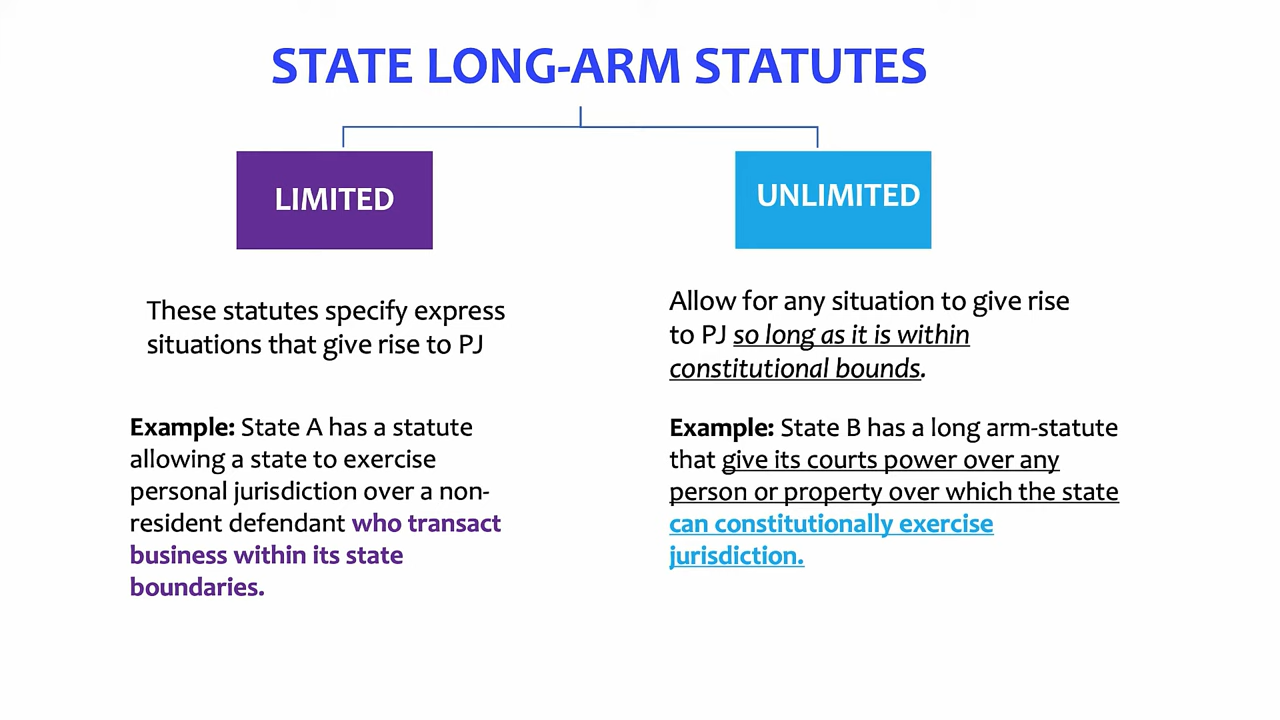 STATE LONG-ARM STATUTES
LIMITED
These statutes specify express
situations that give rise to PJ
Example: State A has a statute
allowing a state to exercise
personal jurisdiction over a non-
resident defendant who transact
business within its state
boundaries.
UNLIMITED
Allow for any situation to give rise
to PJ so long as it is within
constitutional bounds.
Example: State B has a long arm-statute
that give its courts power over any
person or property over which the state
can constitutionally exercise
jurisdiction.